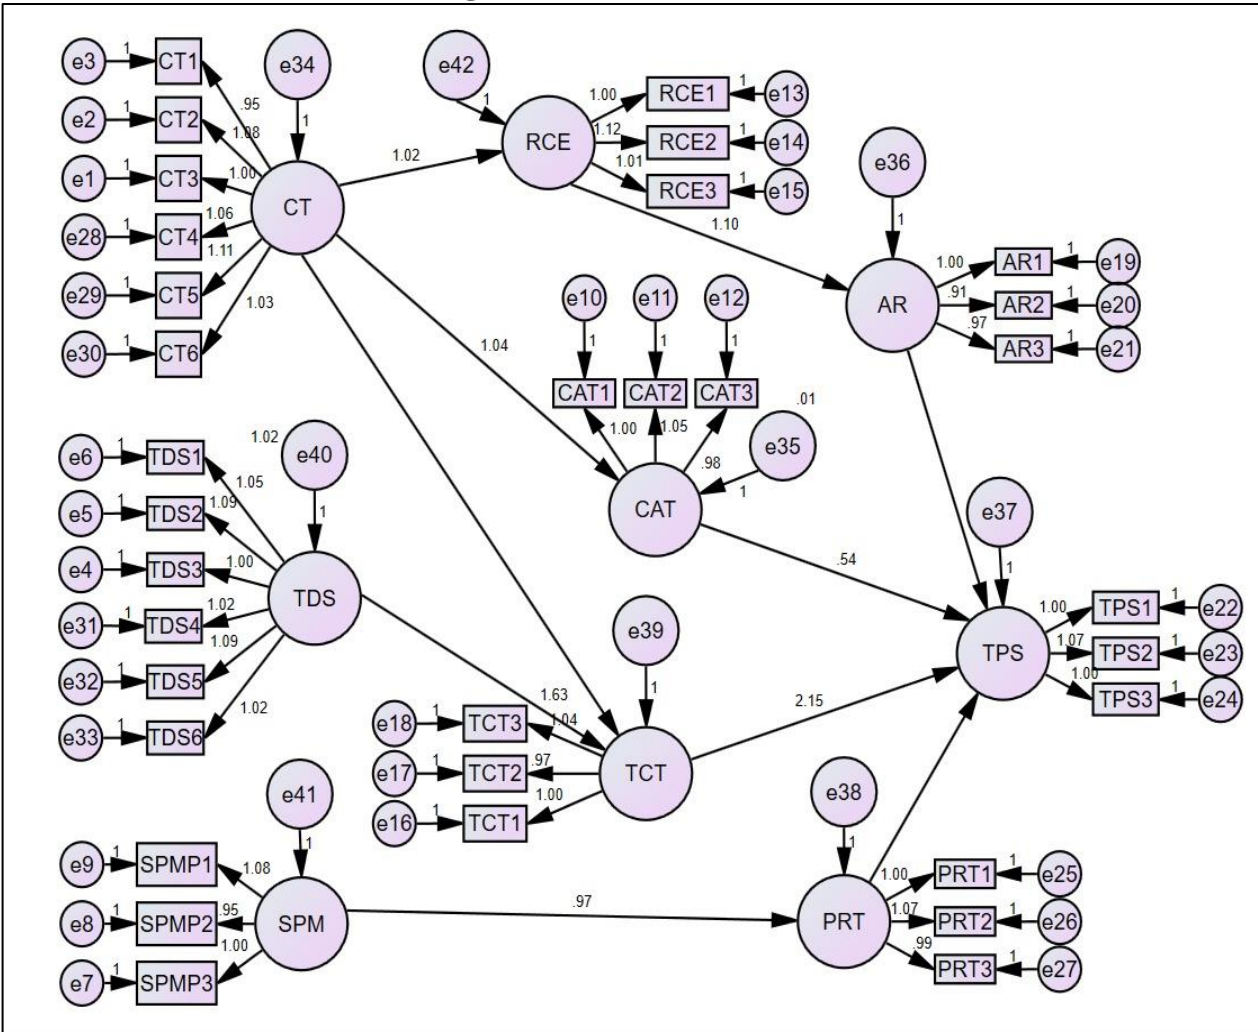 e3 1 CT1
e2 1 CT2
e1 1 CT3
e28 1 CT4
e29 1 CT5
e30 1 CT6
.95
1.08
1.00
1.06
1.11
1.03
e34
1
CT
1.02
e42
1
RCE
1.00 RCE1 1 e13
1.12 RCE2 1 e14
1.01 RCE3 1 e15
1.10
e36
1
AR
1.00 AR1 1 e19
.91 AR2 1 e20
.97 AR3 1 e21
1.04
e10 e11 e12
1 1 1
CAT1 CAT2 CAT3
1.00 1.05 .98
.01
e35
1
CAT
.54
e6 1 TDS1
e5 1 TDS2
e4 1 TDS3
e31 1 TDS4
e32 1 TDS5
e33 1 TDS6
1.02
1.05
1.09
1.00
1.02
1.09
1.02
e40
1
TDS
1.63
e39
1
TCT
e18 1 TCT3 1.04
e17 1 TCT2 .97
e16 1 TCT1 1.00
2.15
e37
1
TPS
1.00 TPS1 1 e22
1.07 TPS2 1 e23
1.00 TPS3 1 e24
e41
1
SPM
e9 1 SPMP1 1.08
e8 1 SPMP2 .95
e7 1 SPMP3 1.00
.97
e38
1
PRT
1.00 PRT1 1 e25
1.07 PRT2 1 e26
.99 PRT3 1 e27